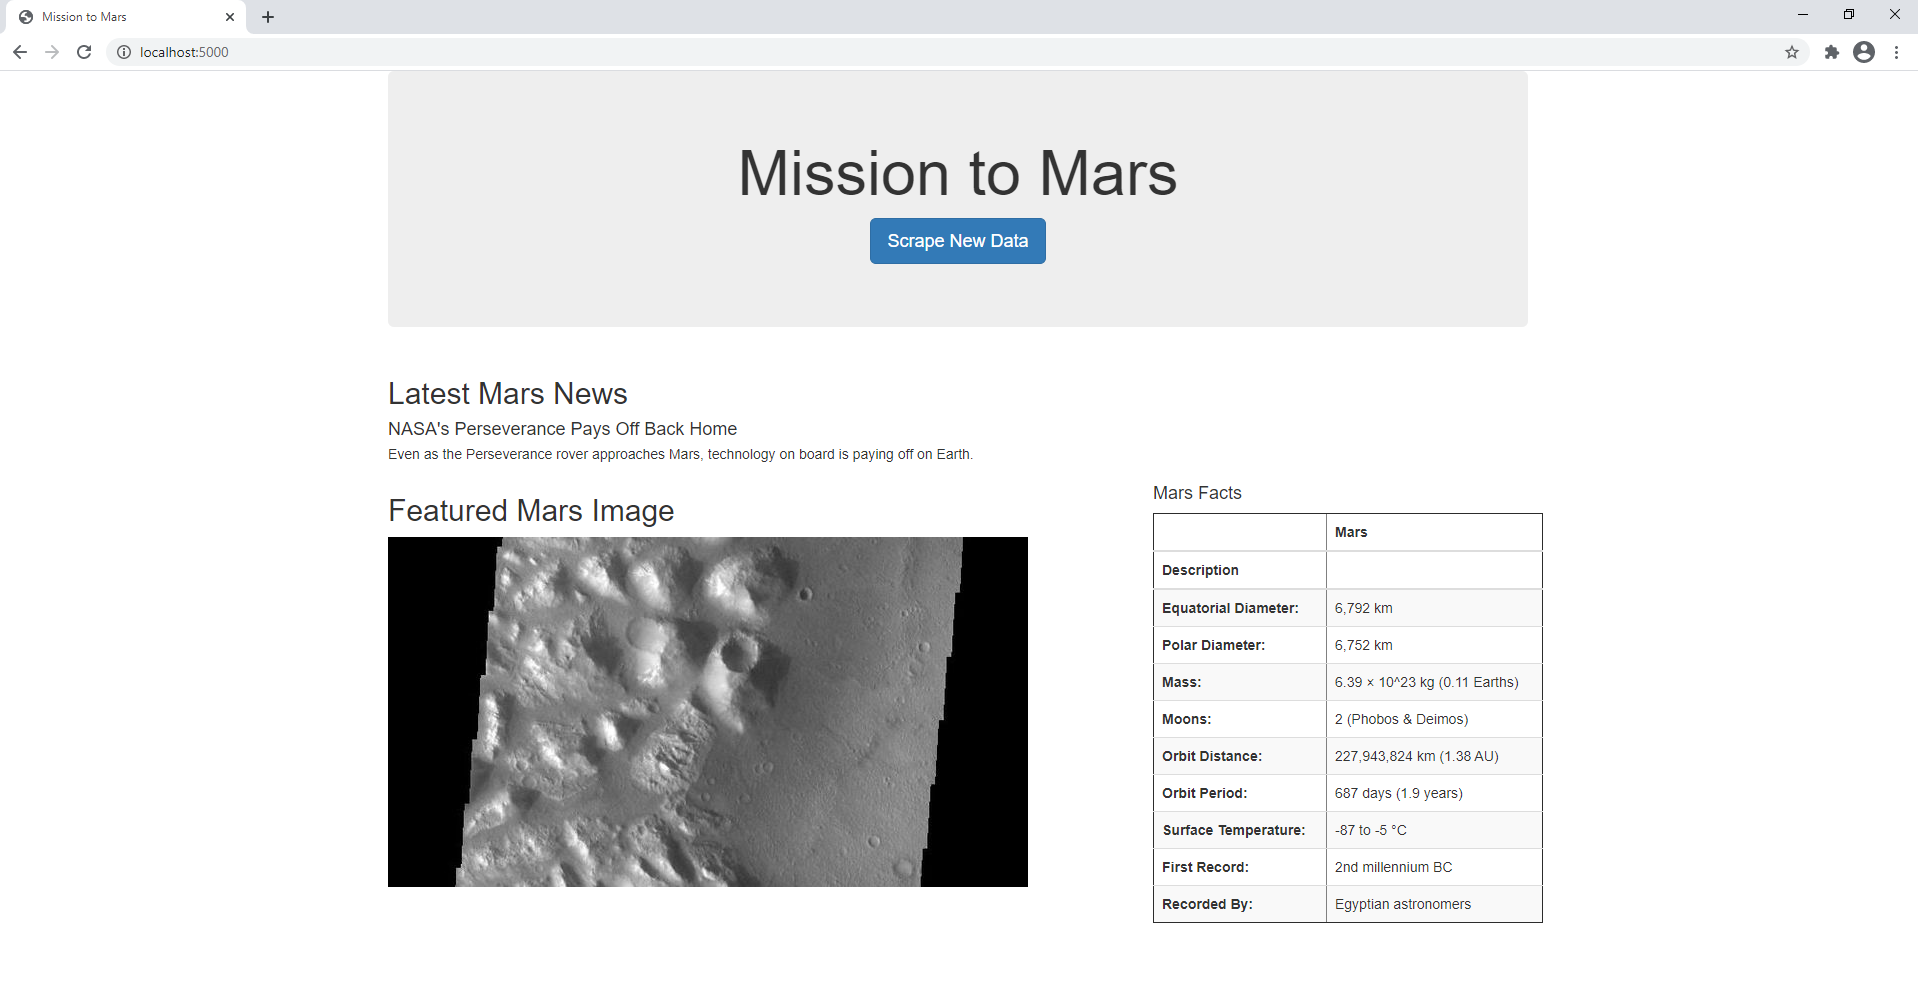 Mission to Mars
localhost:5000
Mission to Mars
Scrape New Data
Latest Mars News
NASA's Perseverance Pays Off Back Home
Even as the Perseverance rover approaches Mars, technology on board is paying off on Earth.
Featured Mars Image
Mars Facts
Mars
Description
Equatorial Diameter: 6,792 km
Polar Diameter: 6,752 km
Mass: 6.39 × 10^23 kg (0.11 Earths)
Moons: 2 (Phobos & Deimos)
Orbit Distance: 227,943,824 km (1.38 AU)
Orbit Period: 687 days (1.9 years)
Surface Temperature: -87 to -5 °C
First Record: 2nd millennium BC
Recorded By: Egyptian astronomers